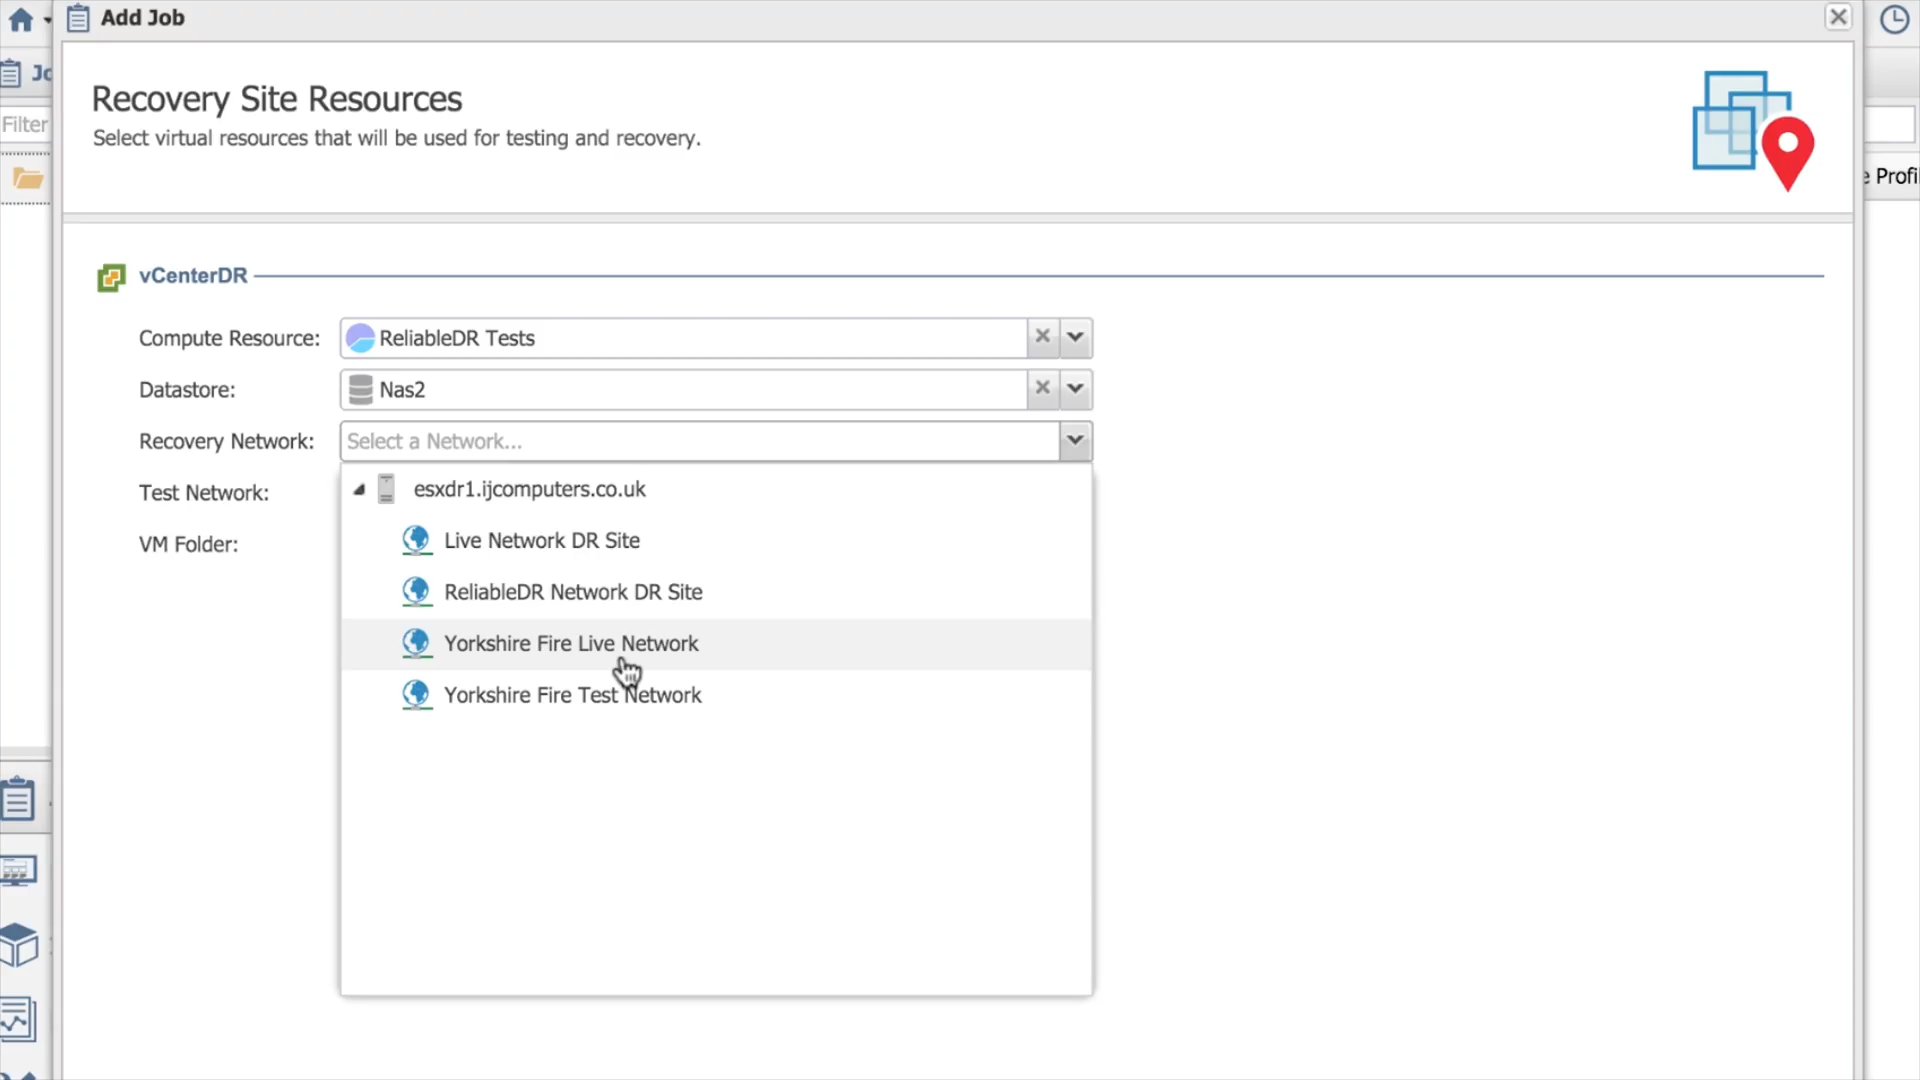 Add Job
Jo
Filter
e Profi
Recovery Site Resources
Select virtual resources that will be used for testing and recovery.
vCenterDR
Compute Resource: ReliableDR Tests
Datastore: Nas2
Recovery Network: Select a Network...
Test Network:
VM Folder:
esxdr1.ijcomputers.co.uk
Live Network DR Site
ReliableDR Network DR Site
Yorkshire Fire Live Network
Yorkshire Fire Test Network